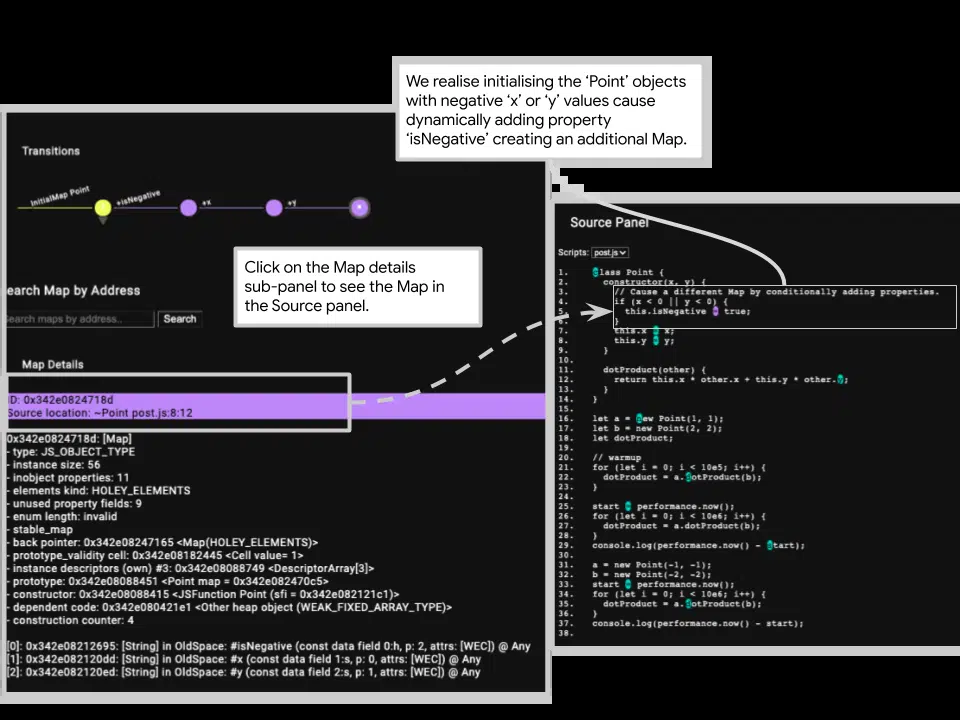 We realise initialising the ‘Point’ objects
with negative ‘x’ or ‘y’ values cause
dynamically adding property
‘isNegative’ creating an additional Map.
Transitions
InitialMap Point
+isNegative
+x
+y
Click on the Map details
sub-panel to see the Map in
the Source panel.
earch Map by Address
Search maps by address..
Search
Map Details
ID: 0x342e0824718d
Source location: ~Point post.js:8:12
0x342e0824718d: [Map]
- type: JS_OBJECT_TYPE
- instance size: 56
- inobject properties: 11
- elements kind: HOLEY_ELEMENTS
- unused property fields: 9
- enum length: invalid
- stable_map
- back pointer: 0x342e08247165 <Map(HOLEY_ELEMENTS)>
- prototype_validity cell: 0x342e08182445 <Cell value= 1>
- instance descriptors (own) #3: 0x342e08088749 <DescriptorArray[3]>
- prototype: 0x342e08088451 <Point map = 0x342e082470c5>
- constructor: 0x342e08088415 <JSFunction Point (sfi = 0x342e082121c1)>
- dependent code: 0x342e080421e1 <Other heap object (WEAK_FIXED_ARRAY_TYPE)>
- construction counter: 4
[0]: 0x342e08212695: [String] in OldSpace: #isNegative (const data field 0:h, p: 2, attrs: [WEC]) @ Any
[1]: 0x342e082120dd: [String] in OldSpace: #x (const data field 1:s, p: 0, attrs: [WEC]) @ Any
[2]: 0x342e082120ed: [String] in OldSpace: #y (const data field 2:s, p: 1, attrs: [WEC]) @ Any
Source Panel
Scripts: post.js
1. class Point {
2. constructor(x, y) {
3. // Cause a different Map by conditionally adding properties.
4. if (x < 0 || y < 0) {
5. this.isNegative = true;
6. }
7. this.x = x;
8. this.y = y;
9. }
10.
11. dotProduct(other) {
12. return this.x * other.x + this.y * other.y;
13. }
14. }
15.
16. let a = new Point(1, 1);
17. let b = new Point(2, 2);
18. let dotProduct;
19.
20. // warmup
21. for (let i = 0; i < 10e5; i++) {
22. dotProduct = a.dotProduct(b);
23. }
24.
25. start = performance.now();
26. for (let i = 0; i < 10e6; i++) {
27. dotProduct = a.dotProduct(b);
28. }
29. console.log(performance.now() - start);
30.
31. a = new Point(-1, -1);
32. b = new Point(-2, -2);
33. start = performance.now();
34. for (let i = 0; i < 10e6; i++) {
35. dotProduct = a.dotProduct(b);
36. }
37. console.log(performance.now() - start);
38.